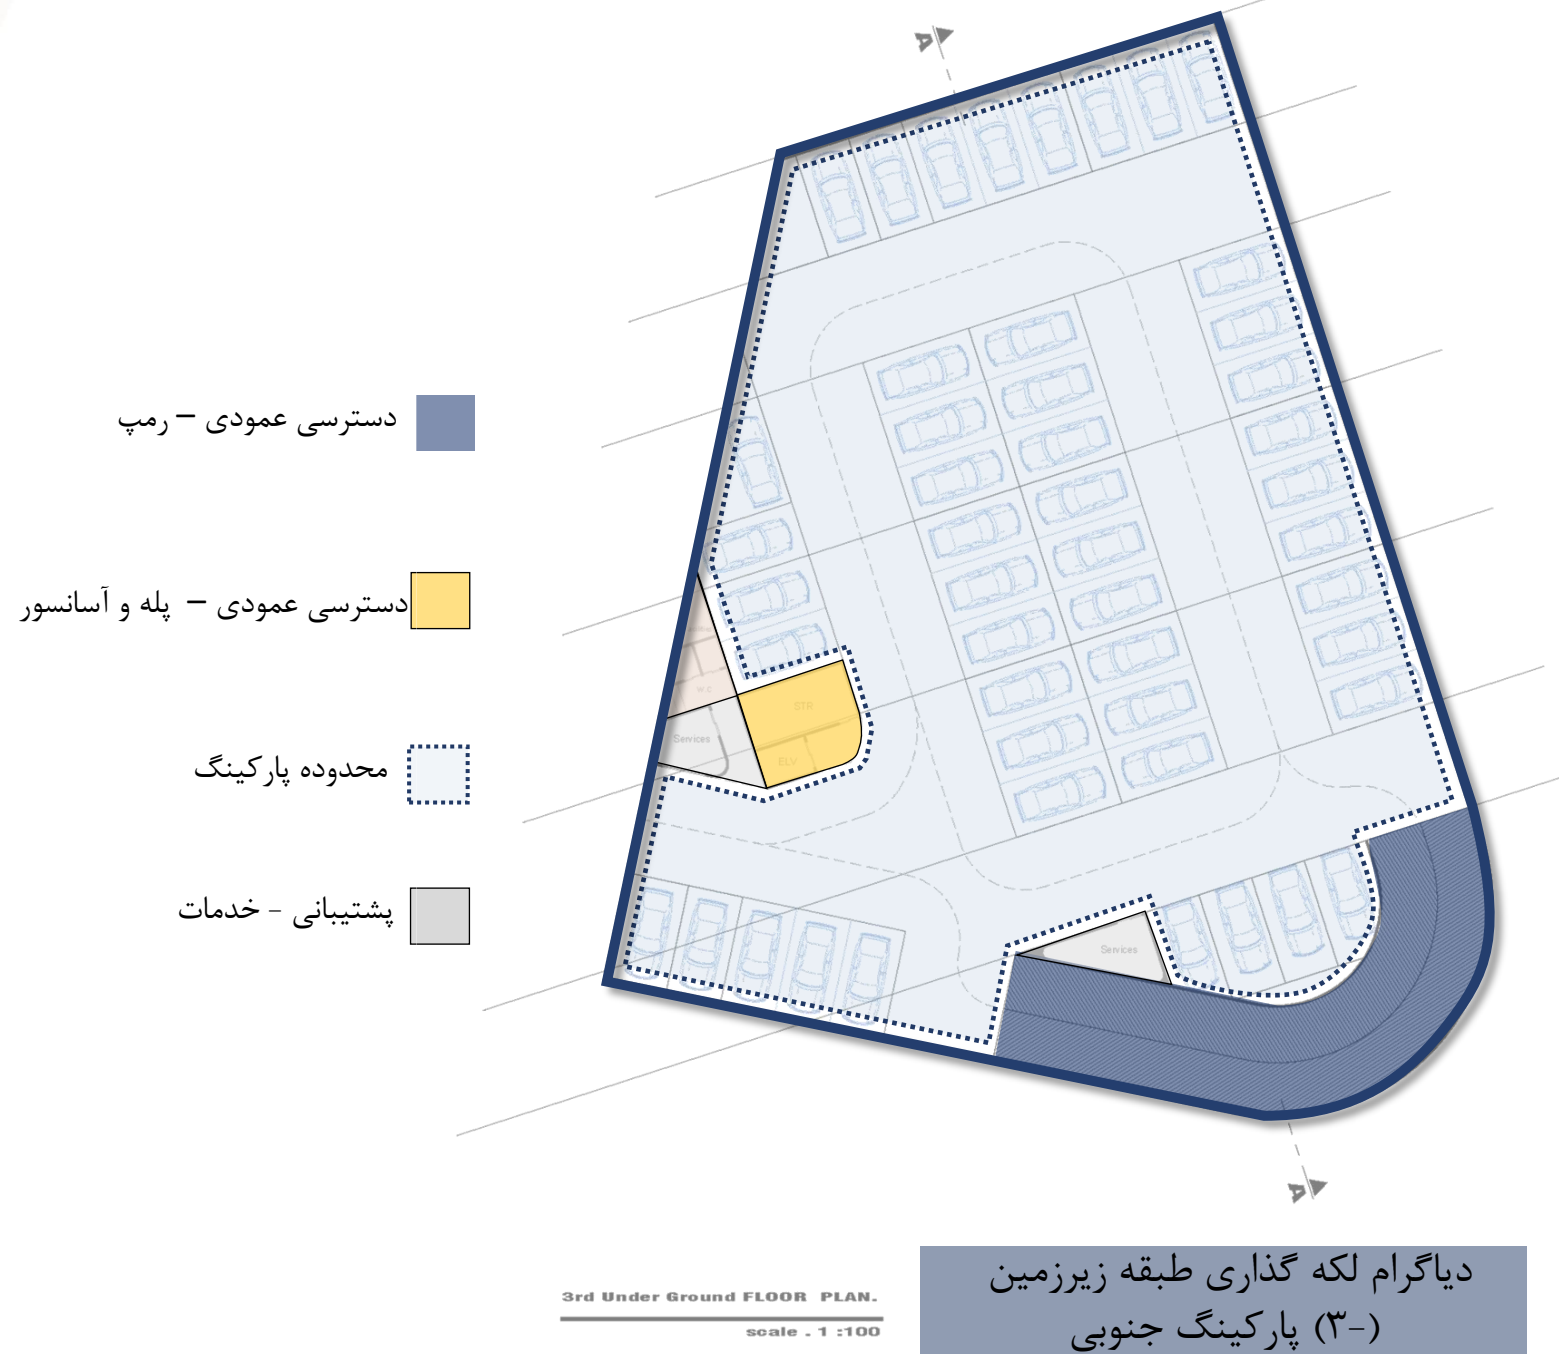 A
دسترسی عمودی – رمپ
دسترسی عمودی – پله و آسانسور
محدوده پارکینگ
پشتیبانی - خدمات
STR
W.C
Services
ELV
Services
A
3rd Under Ground FLOOR PLAN.
scale . 1 :100
دیاگرام لکه گذاری طبقه زیرزمین
(۳-) پارکینگ جنوبی